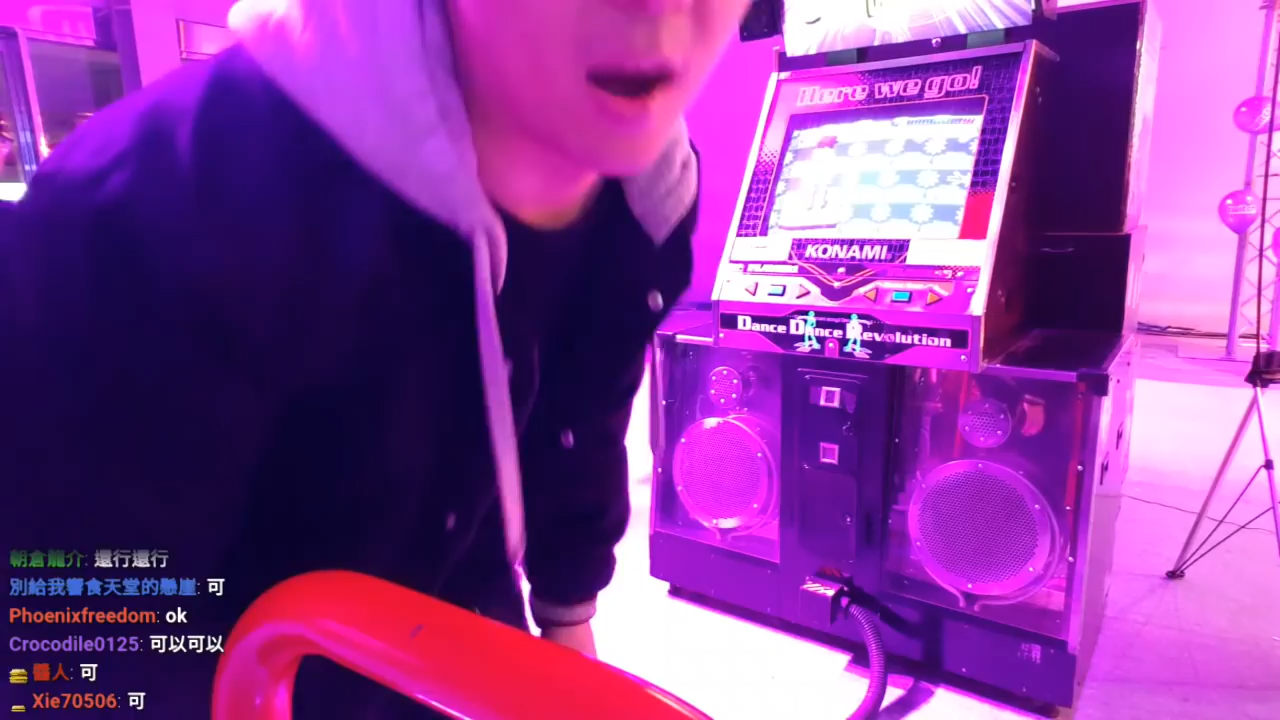 Here we go!
KONAMI
Dance Dance Revolution
朝倉龍介: 還行還行
別給我饗食天堂的懸崖: 可
Phoenixfreedom: ok
Crocodile0125: 可以可以
醬人: 可
Xie70506: 可